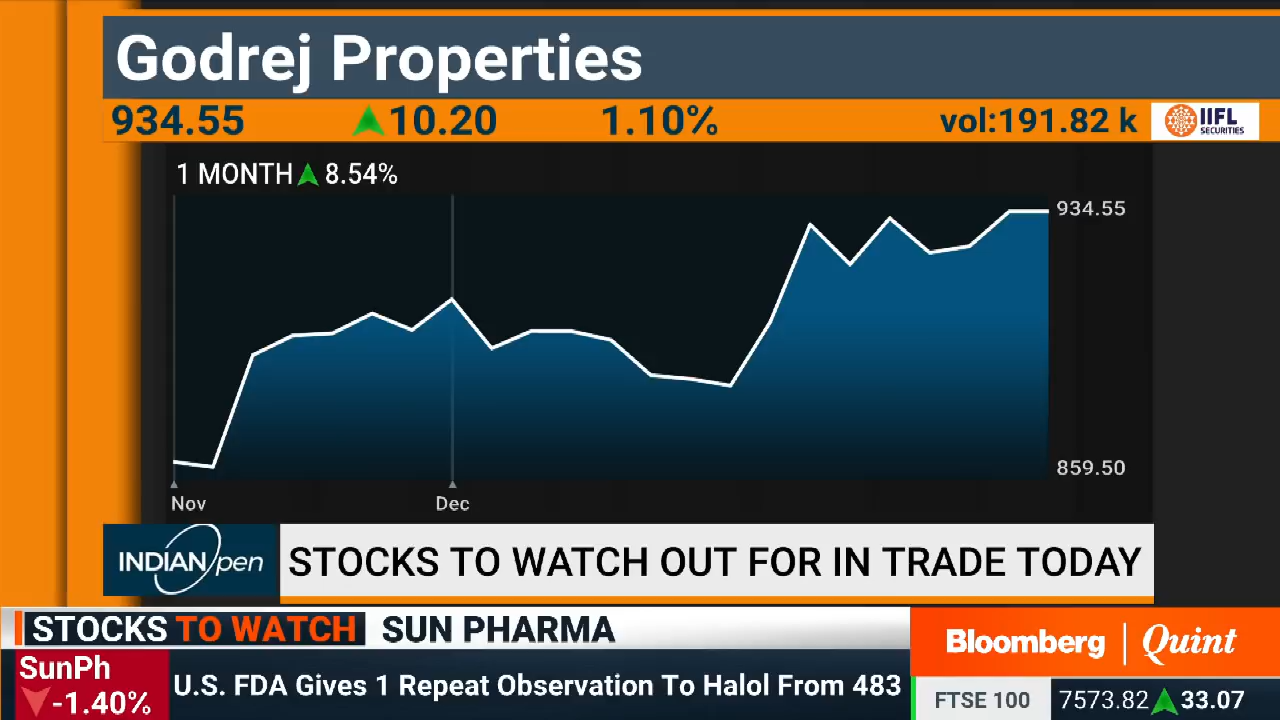 Godrej Properties
934.55 10.20 1.10% vol:191.82 k IIFL SECURITIES
1 MONTH 8.54%
934.55
859.50
Nov Dec
INDIAN pen STOCKS TO WATCH OUT FOR IN TRADE TODAY
STOCKS TO WATCH SUN PHARMA
Bloomberg | Quint
SunPh
-1.40%
U.S. FDA Gives 1 Repeat Observation To Halol From 483
FTSE 100 7573.82 33.07